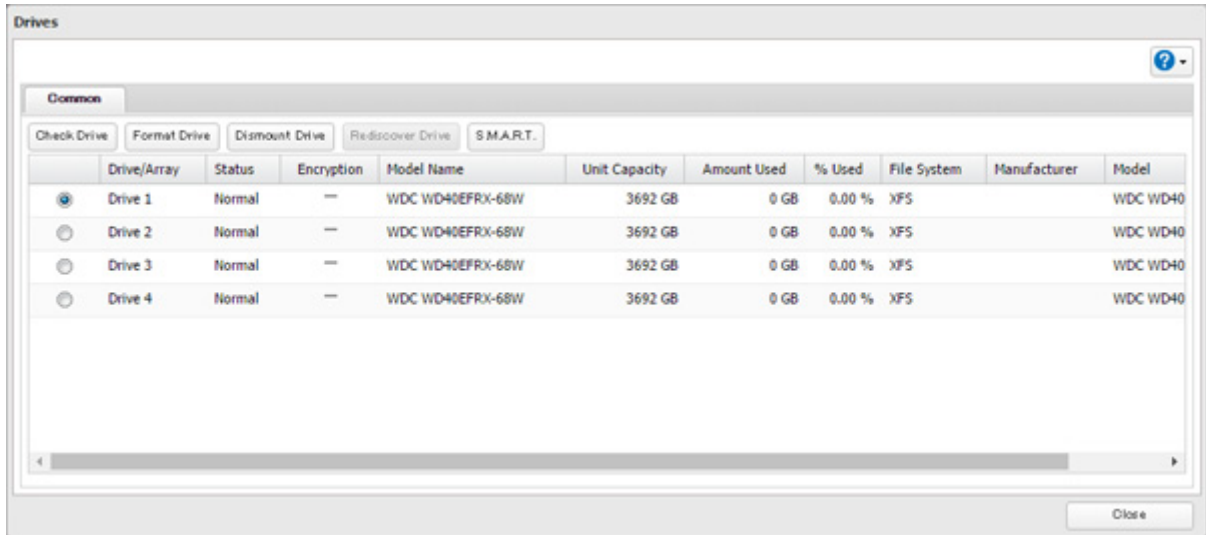 Drives
?
Common
Check Drive Format Drive Dismount Drive Rediscover Drive S.M.A.R.T.
Drive/Array Status Encryption Model Name Unit Capacity Amount Used % Used File System Manufacturer Model
Drive 1 Normal — WDC WD40EFRX-68W 3692 GB 0 GB 0.00 % XFS WDC WD40
Drive 2 Normal — WDC WD40EFRX-68W 3692 GB 0 GB 0.00 % XFS WDC WD40
Drive 3 Normal — WDC WD40EFRX-68W 3692 GB 0 GB 0.00 % XFS WDC WD40
Drive 4 Normal — WDC WD40EFRX-68W 3692 GB 0 GB 0.00 % XFS WDC WD40
Close